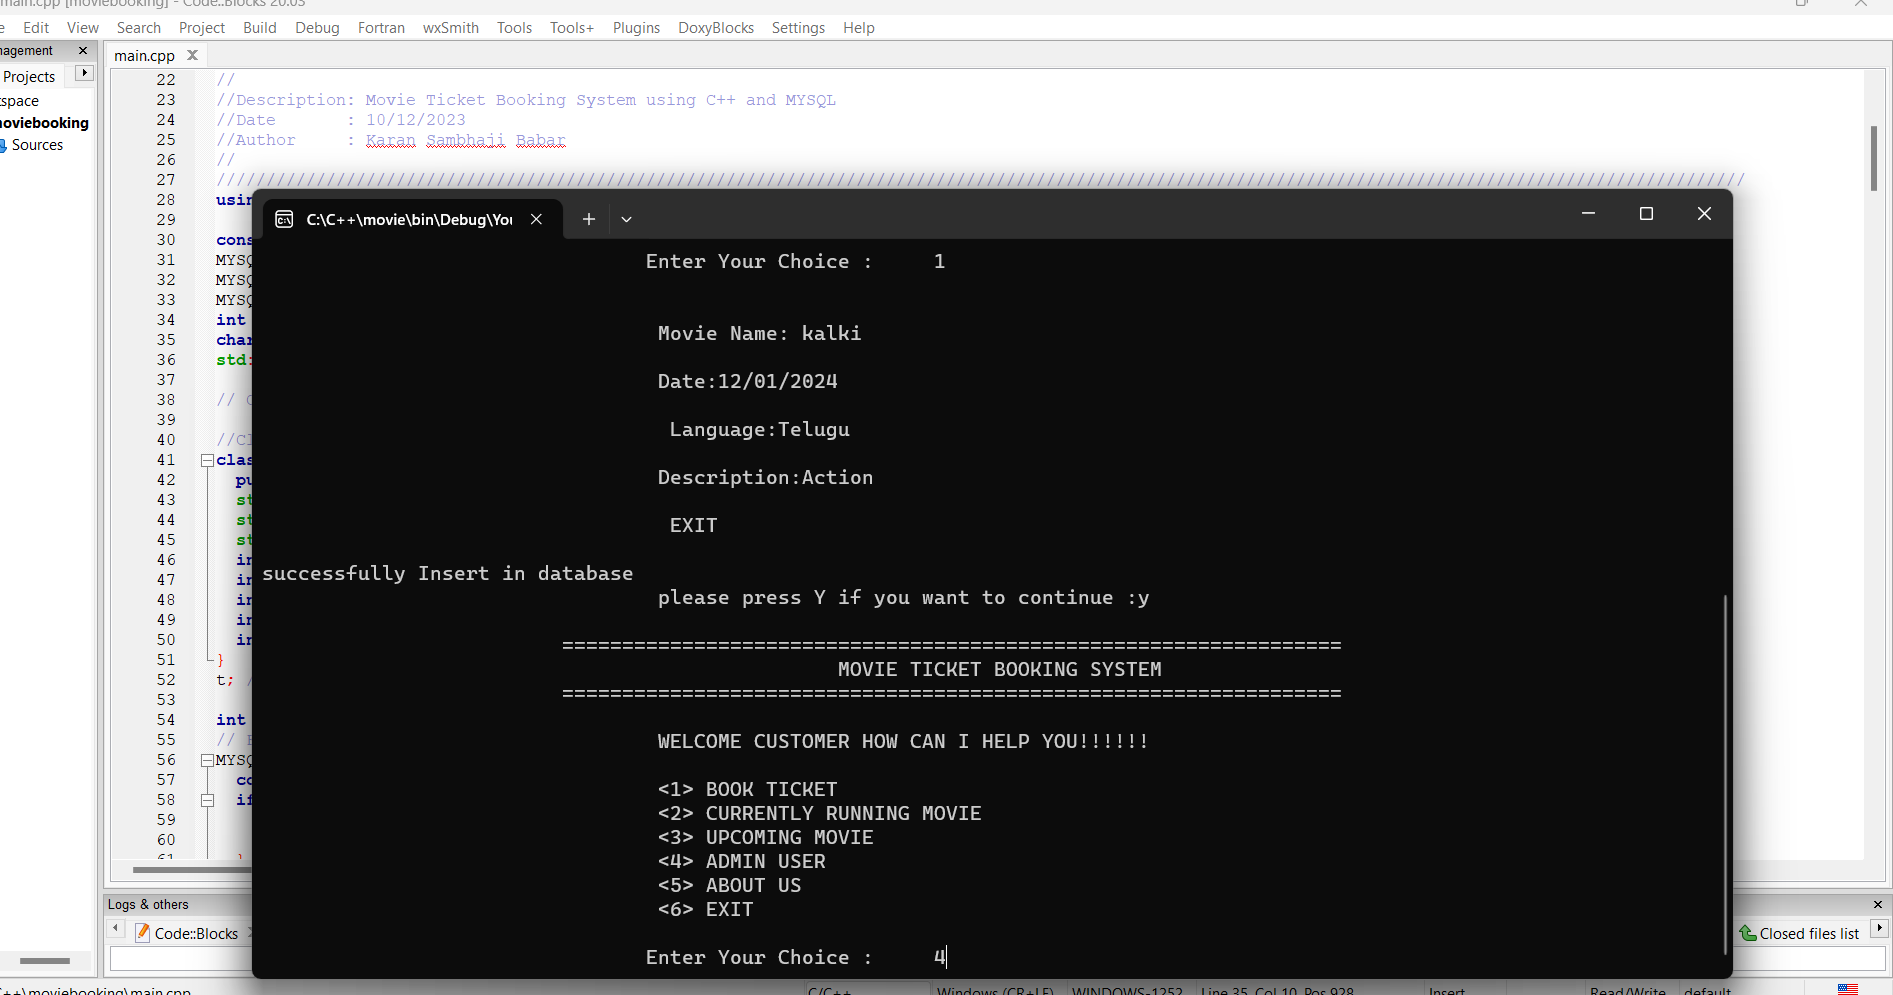 main.cpp [moviebooking] - Code::Blocks 20.03
Edit View Search Project Build Debug Fortran wxSmith Tools Tools+ Plugins DoxyBlocks Settings Help
nagement
main.cpp
Projects
space
noviebooking
Sources
22 //
23 //Description: Movie Ticket Booking System using C++ and MYSQL
24 //Date : 10/12/2023
25 //Author : Karan Sambhaji Babar
26 //
27 /////////////////////////////////////////////////////////////////////////////////////////////////////////////////////////////////////////////////////////
28 usin
29
30 cons
31 MYSQ
32 MYSQ
33 MYSQ
34 int
35 char
36 std:
37
38 //
39
40 //Cl
41 clas
42 pu
43 st
44 st
45 st
46 in
47 in
48 in
49 in
50 in
51 }
52 t; /
53
54 int
55 //
56 MYSQ
57 co
58 if
59
60
61 }
C:\C++\movie\bin\Debug\You
Enter Your Choice : 1
Movie Name: kalki
Date:12/01/2024
Language:Telugu
Description:Action
EXIT
successfully Insert in database
please press Y if you want to continue :y
=================================================================
MOVIE TICKET BOOKING SYSTEM
=================================================================
WELCOME CUSTOMER HOW CAN I HELP YOU!!!!!!
<1> BOOK TICKET
<2> CURRENTLY RUNNING MOVIE
<3> UPCOMING MOVIE
<4> ADMIN USER
<5> ABOUT US
<6> EXIT
Enter Your Choice : 4
Logs & others
Code::Blocks
Closed files list
C++\moviebooking\main.cpp C/C++ Windows (CR+LF) WINDOWS-1252 Line 35, Col 10, Pos 928 Insert Read/Write default